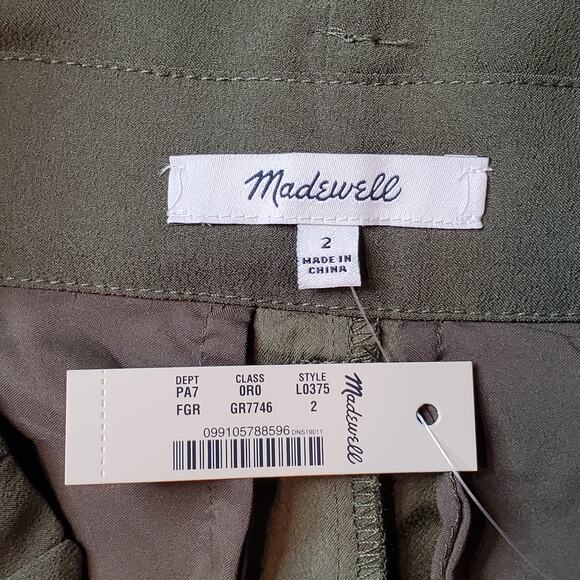 Madewell
2
MADE IN
CHINA
DEPT CLASS STYLE
PA7 0R0 L0375
FGR GR7746 2
099105788596 DNS19011
Madewell